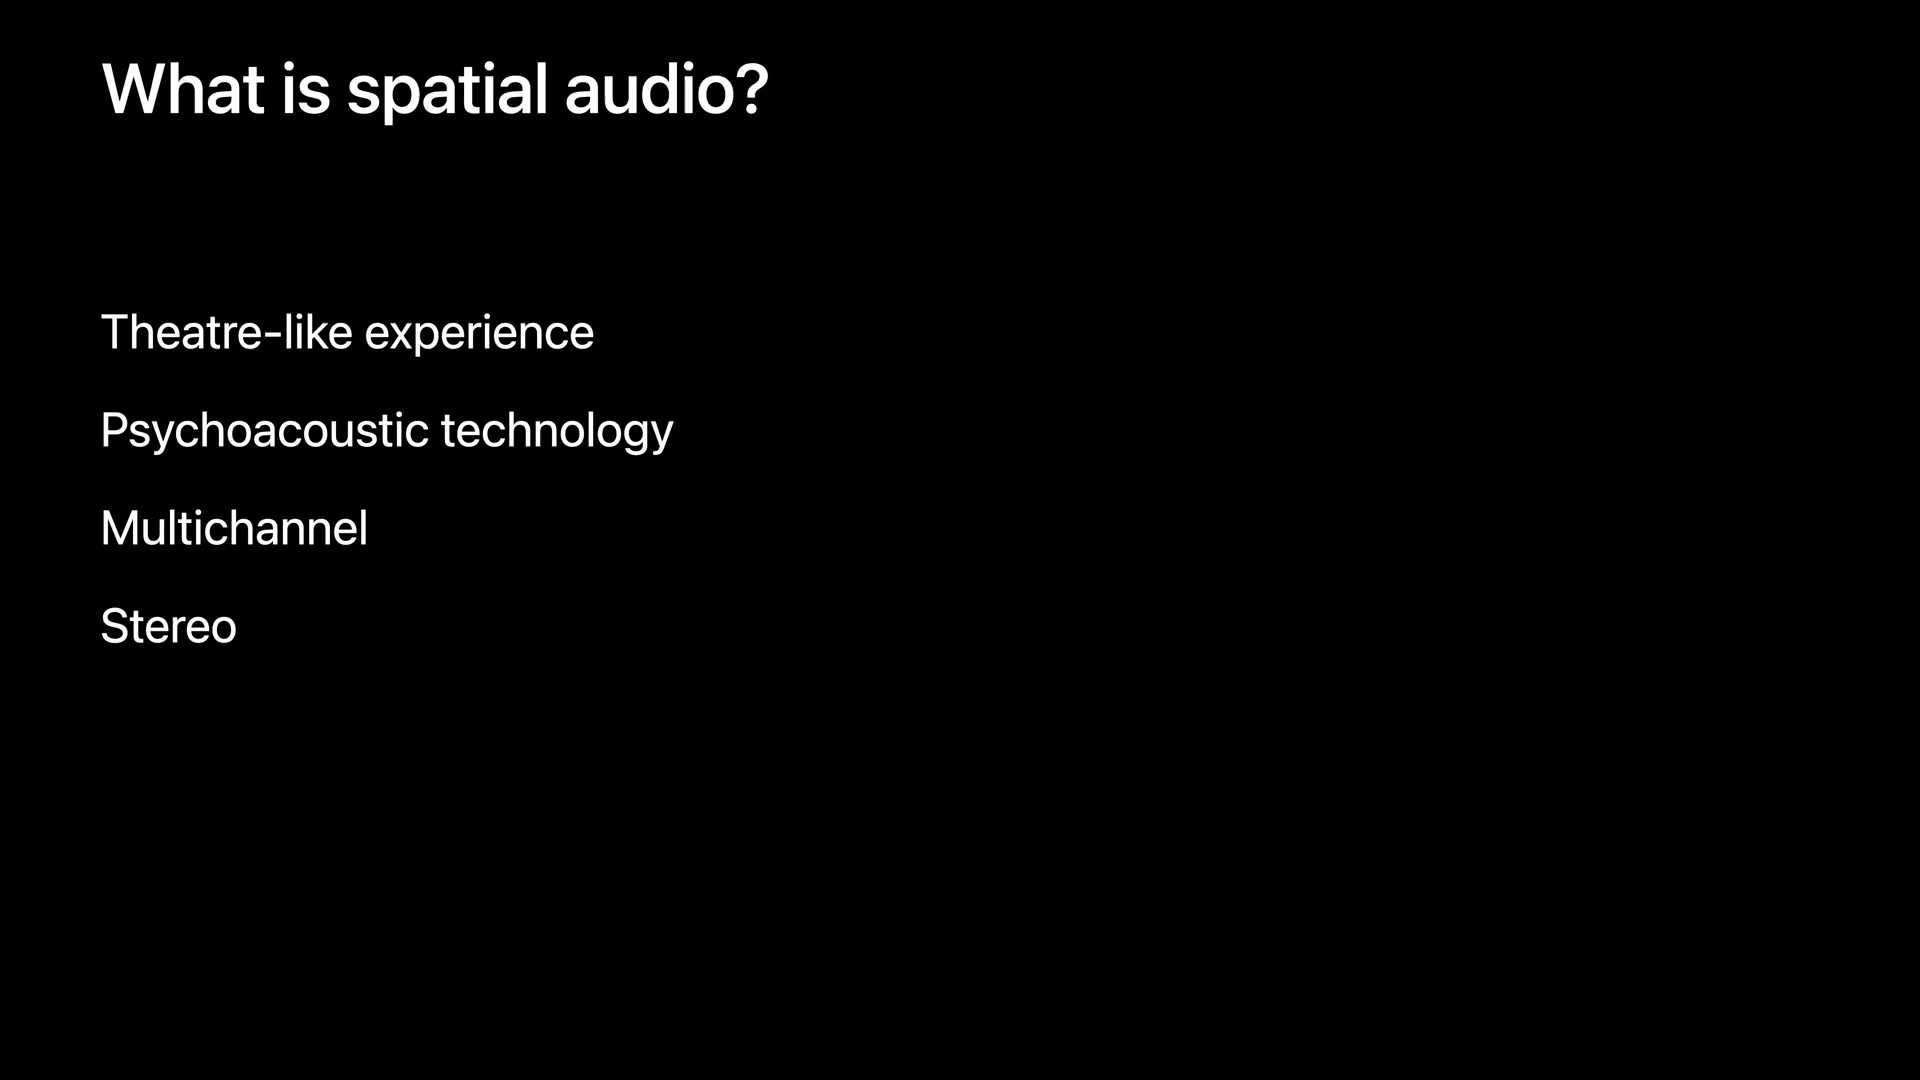 What is spatial audio?
Theatre-like experience
Psychoacoustic technology
Multichannel
Stereo